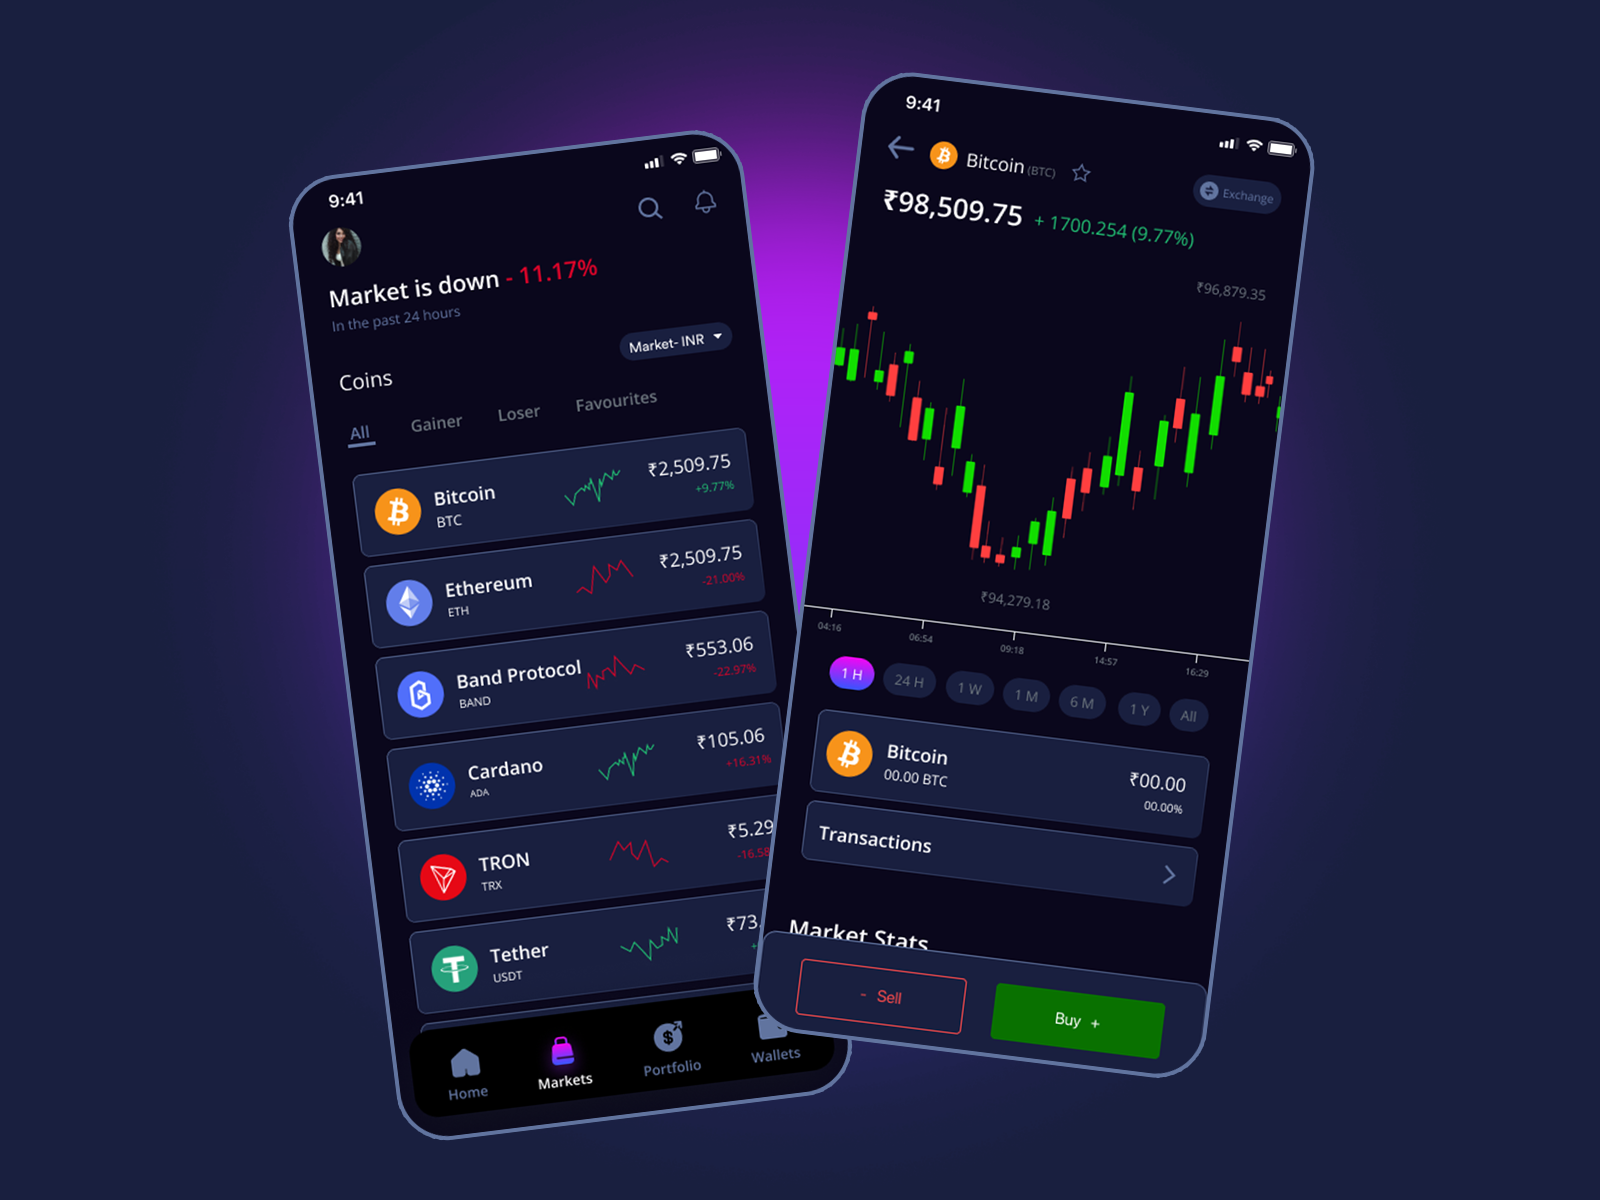 9:41
Market is down - 11.17%
In the past 24 hours
Market- INR
Coins
All Gainer Loser Favourites
Bitcoin ₹2,509.75
BTC +9.77%
Ethereum ₹2,509.75
ETH -21.00%
Band Protocol ₹553.06
BAND -22.97%
Cardano ₹105.06
ADA +16.31%
TRON ₹5.29
TRX -16.58
Tether ₹73.
USDT +
Home Markets Portfolio Wallets
9:41
Bitcoin (BTC)
Exchange
₹98,509.75 + 1700.254 (9.77%)
₹96,879.35
₹94,279.18
04:16 06:54 09:18 14:57 16:29
1 H 24 H 1 W 1 M 6 M 1 Y All
Bitcoin ₹00.00
00.00 BTC 00.00%
Transactions
Market Stats
- Sell Buy +